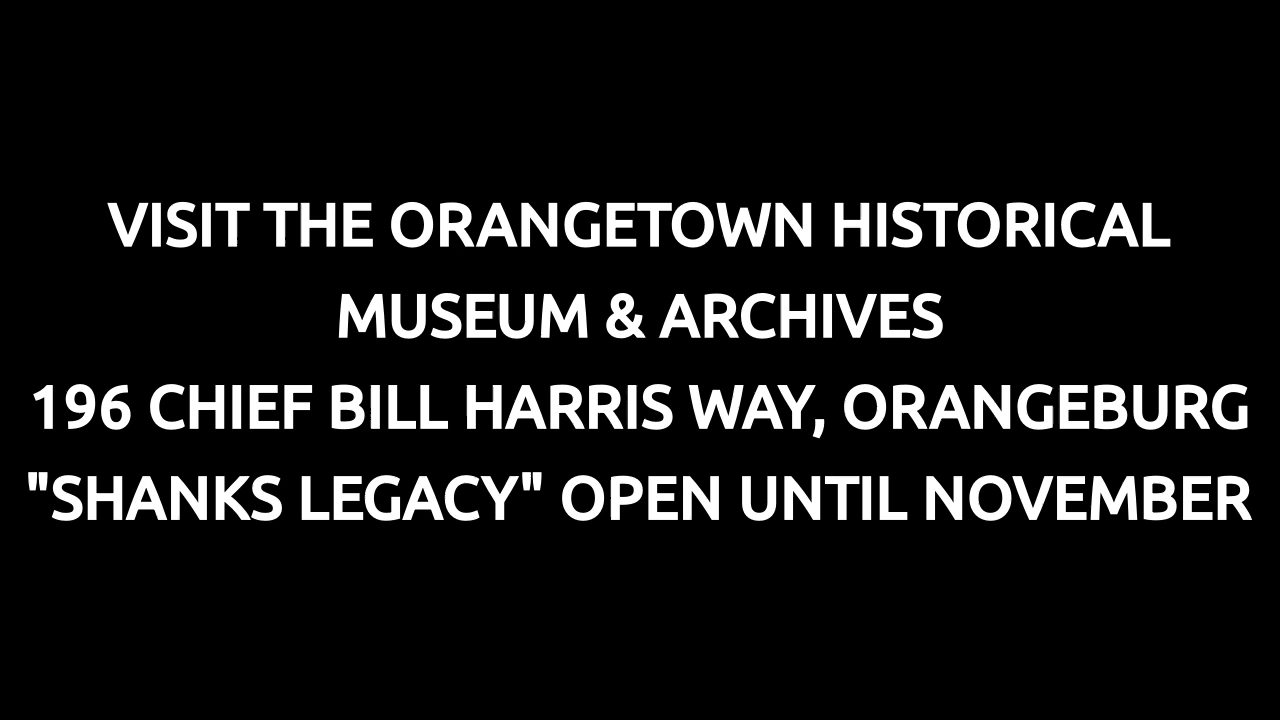 VISIT THE ORANGETOWN HISTORICAL
MUSEUM & ARCHIVES
196 CHIEF BILL HARRIS WAY, ORANGEBURG
"SHANKS LEGACY" OPEN UNTIL NOVEMBER